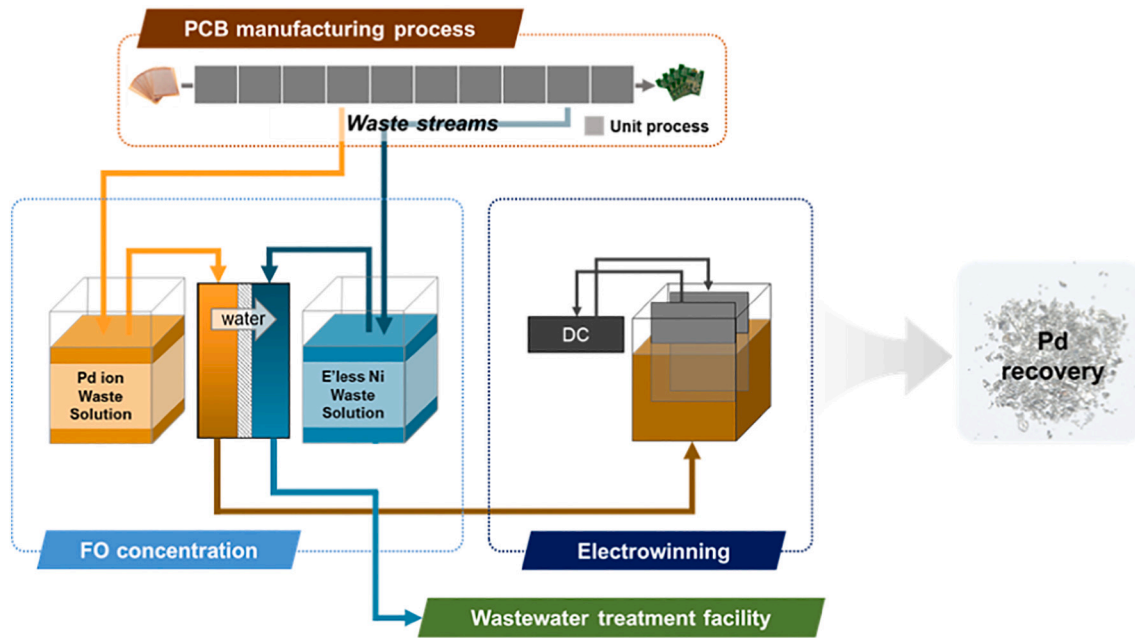 PCB manufacturing process
Waste streams
Unit process
water
Pd ion
Waste
Solution
E'less Ni
Waste
Solution
DC
Pd
recovery
FO concentration
Electrowinning
Wastewater treatment facility